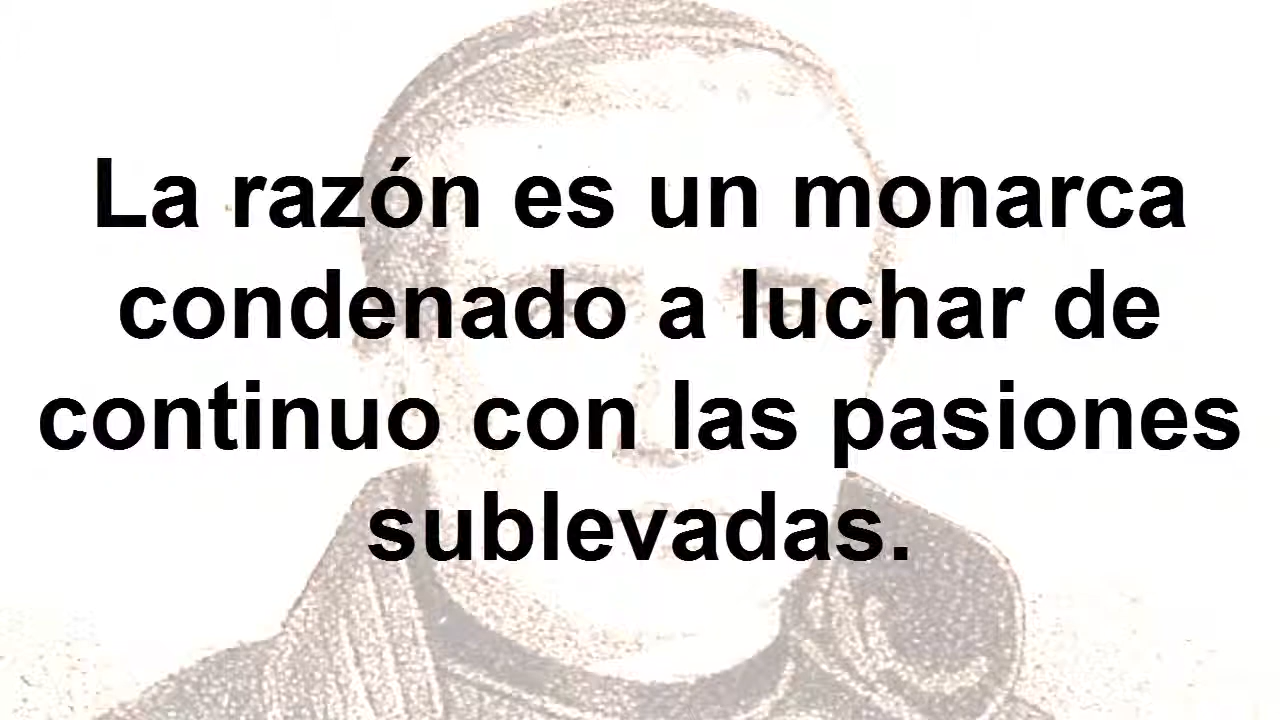 La razón es un monarca
condenado a luchar de
continuo con las pasiones
sublevadas.